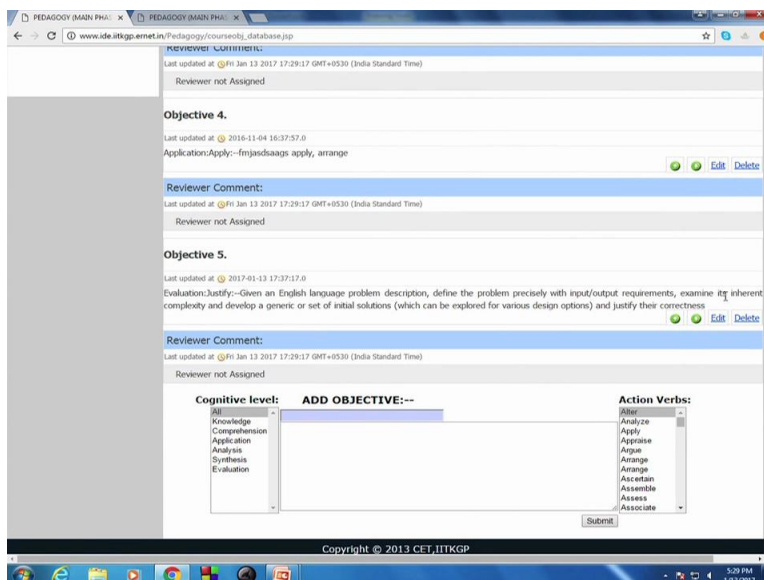 PEDAGOGY (MAIN PHAS
PEDAGOGY (MAIN PHAS
www.ide.iitkgp.ernet.in/Pedagogy/courseobj_database.jsp
Reviewer Comment:
Last updated at Fri Jan 13 2017 17:29:17 GMT+0530 (India Standard Time)
Reviewer not Assigned
Objective 4.
Last updated at 2016-11-04 16:37:57.0
Application:Apply:--fmjasdsaags apply, arrange
Edit Delete
Reviewer Comment:
Last updated at Fri Jan 13 2017 17:29:17 GMT+0530 (India Standard Time)
Reviewer not Assigned
Objective 5.
Last updated at 2017-01-13 17:37:17.0
Evaluation:Justify:--Given an English language problem description, define the problem precisely with input/output requirements, examine its inherent
complexity and develop a generic or set of initial solutions (which can be explored for various design options) and justify their correctness
Edit Delete
Reviewer Comment:
Last updated at Fri Jan 13 2017 17:29:17 GMT+0530 (India Standard Time)
Reviewer not Assigned
Cognitive level: ADD OBJECTIVE:-- Action Verbs:
All
Knowledge
Comprehension
Application
Analysis
Synthesis
Evaluation
Alter
Analyze
Apply
Appraise
Argue
Arrange
Arrange
Ascertain
Assemble
Assess
Associate
Submit
Copyright © 2013 CET,IITKGP
5:29 PM